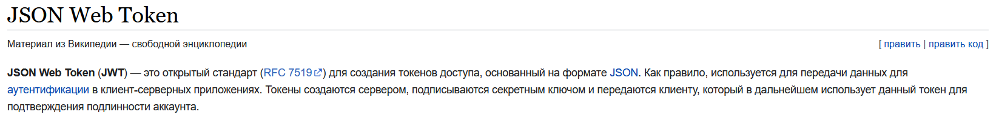 JSON Web Token
Материал из Википедии — свободной энциклопедии
[ править | править код ]
JSON Web Token (JWT) — это открытый стандарт (RFC 7519) для создания токенов доступа, основанный на формате JSON. Как правило, используется для передачи данных для
аутентификации в клиент-серверных приложениях. Токены создаются сервером, подписываются секретным ключом и передаются клиенту, который в дальнейшем использует данный токен для
подтверждения подлинности аккаунта.